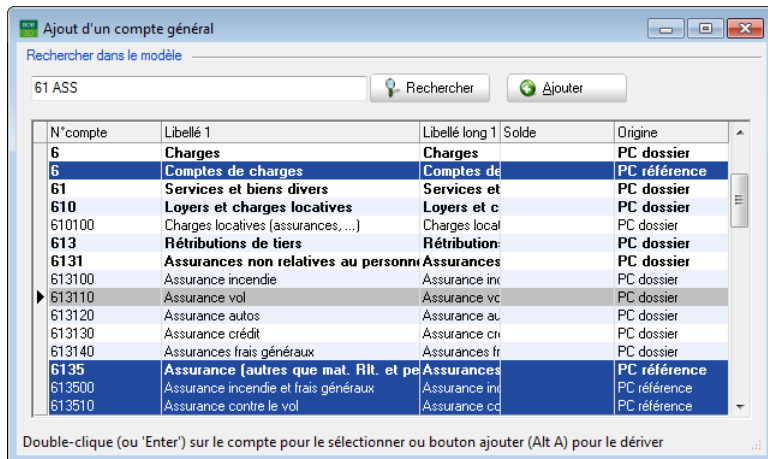 BOB 50 Ajout d'un compte général
Rechercher dans le modèle
61 ASS Rechercher Ajouter
N°compte Libellé 1 Libellé long 1 Solde Origine
6 Charges Charges PC dossier
6 Comptes de charges Comptes de PC référence
61 Services et biens divers Services et PC dossier
610 Loyers et charges locatives Loyers et c PC dossier
610100 Charges locatives (assurances, ...) Charges local PC dossier
613 Rétributions de tiers Rétribution PC dossier
6131 Assurances non relatives au personn Assurances PC dossier
613100 Assurance incendie Assurance inc PC dossier
613110 Assurance vol Assurance vo PC dossier
613120 Assurance autos Assurance au PC dossier
613130 Assurance crédit Assurance cr PC dossier
613140 Assurances frais généraux Assurances fr PC dossier
6135 Assurance (autres que mat. Rlt. et pe Assurances PC référence
613500 Assurance incendie et frais généraux Assurance inc PC référence
613510 Assurance contre le vol Assurance co PC référence
Double-clique (ou 'Enter') sur le compte pour le sélectionner ou bouton ajouter (Alt A) pour le dériver